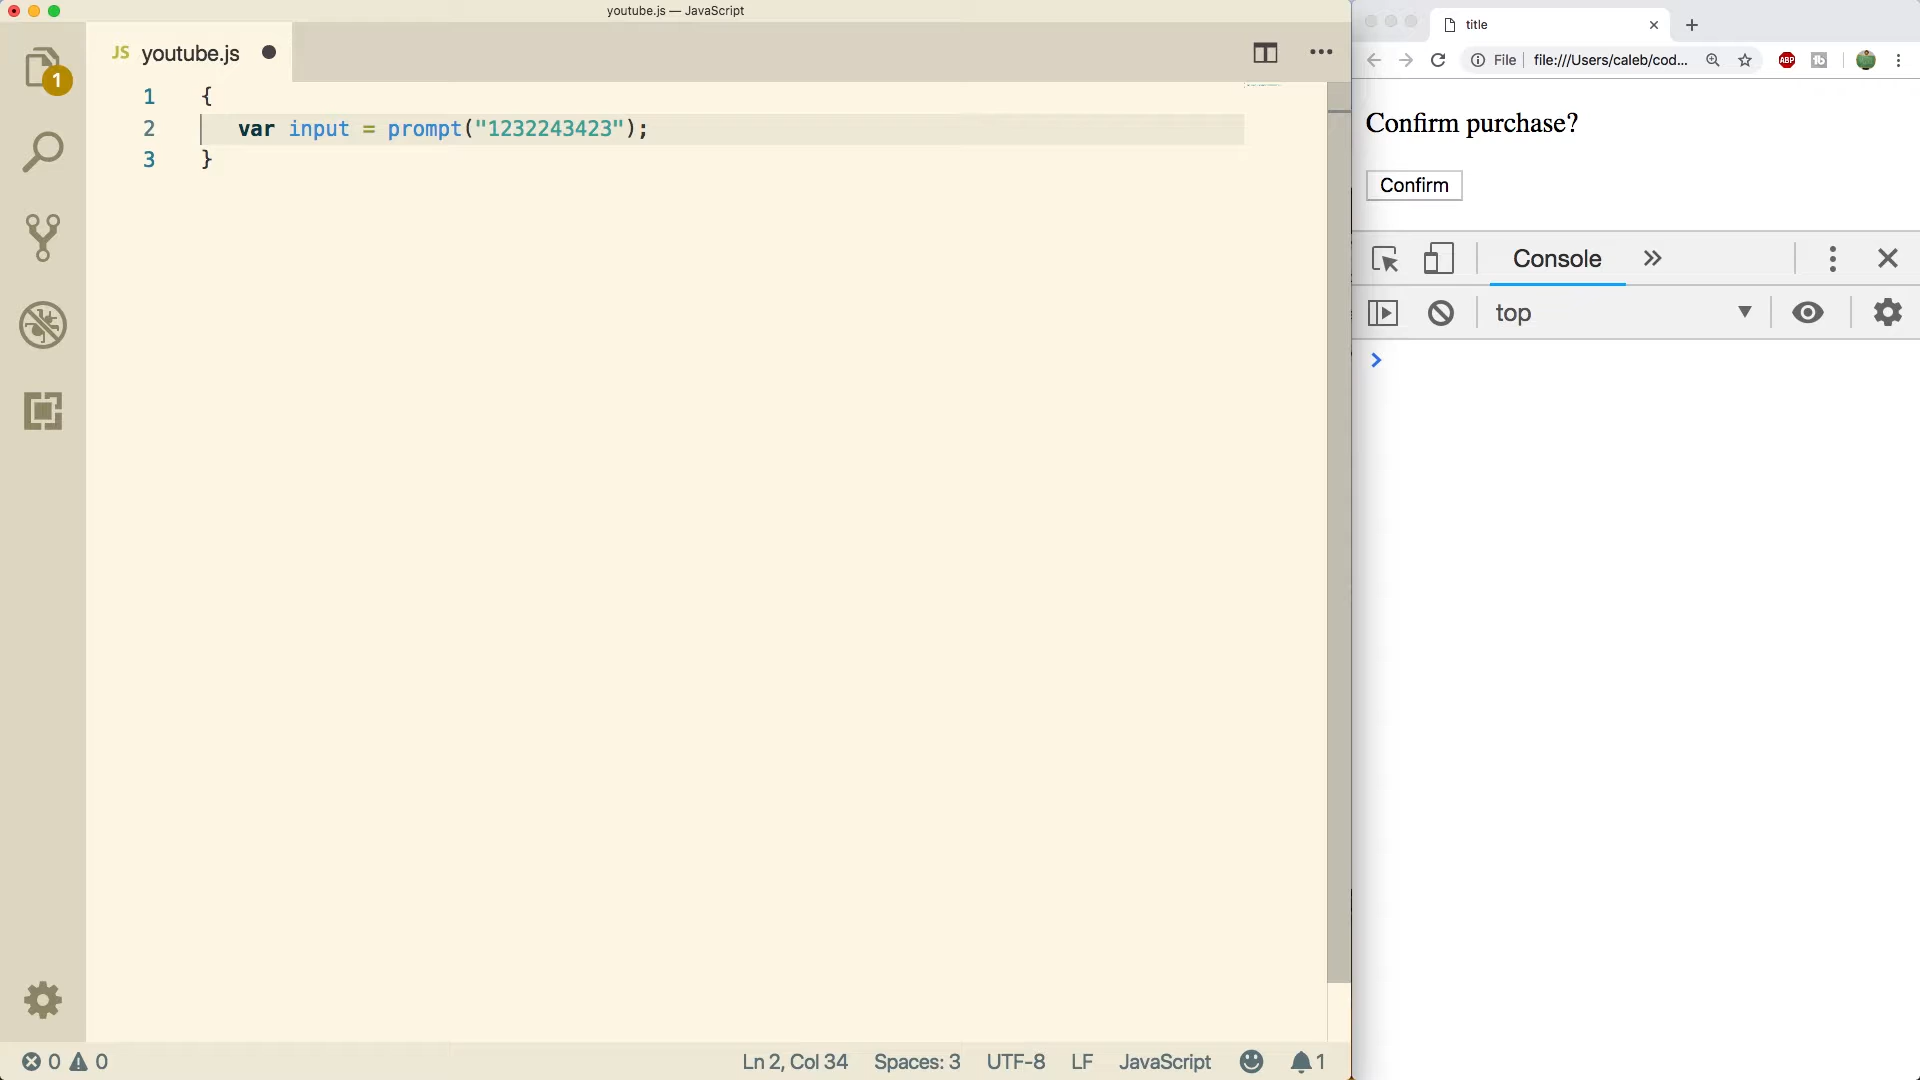 youtube.js — JavaScript
1
JS youtube.js
1 {
2 var input = prompt("1232243423");
3 }
0 0
Ln 2, Col 34 Spaces: 3 UTF-8 LF JavaScript 1
title
File file:///Users/caleb/cod...
ABP tb
Confirm purchase?
Confirm
Console
top